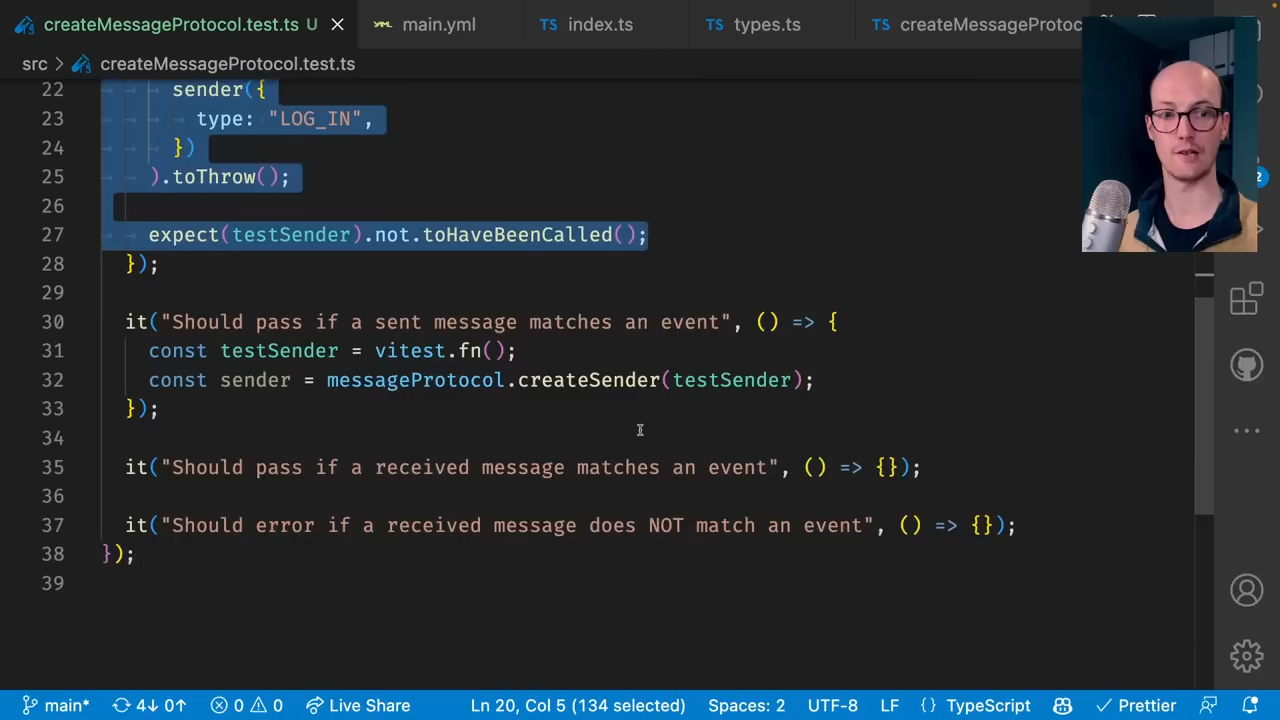 createMessageProtocol.test.ts U
main.yml
TS index.ts
TS types.ts
TS createMessageProtoc
src > createMessageProtocol.test.ts
22 sender({
23 type: "LOG_IN",
24 })
25 ).toThrow();
26
27 expect(testSender).not.toHaveBeenCalled();
28 });
29
30 it("Should pass if a sent message matches an event", () => {
31 const testSender = vitest.fn();
32 const sender = messageProtocol.createSender(testSender);
33 });
34
35 it("Should pass if a received message matches an event", () => {});
36
37 it("Should error if a received message does NOT match an event", () => {});
38 });
39
2
main* 4↓ 0↑ 0 0 Live Share Ln 20, Col 5 (134 selected) Spaces: 2 UTF-8 LF {} TypeScript Prettier